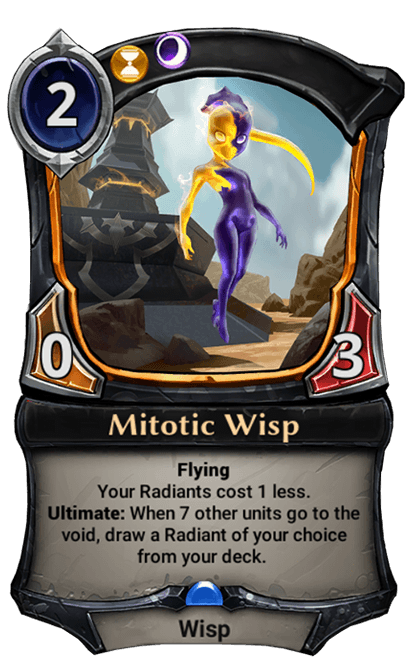 2
0
3
Mitotic Wisp
Flying
Your Radiants cost 1 less.
Ultimate: When 7 other units go to the
void, draw a Radiant of your choice
from your deck.
Wisp